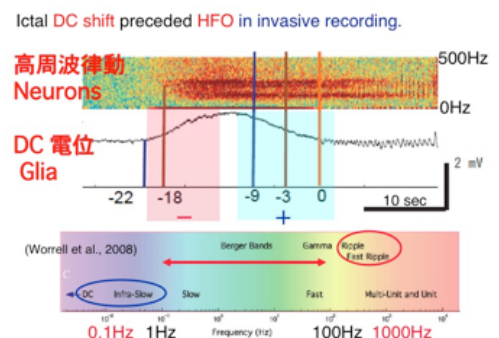 Ictal DC shift preceded HFO in invasive recording.
500Hz
高周波律動
Neurons
0Hz
DC 電位
Glia
2 mV
-22 -18 -9 -3 0 10 sec
− +
(Worrell et al., 2008)
Berger Bands Gamma Ripple
Fast Ripple
C
DC Infra-Slow Slow Fast Multi-Unit and Unit
Frequency (Hz)
0.1Hz 1Hz 100Hz 1000Hz